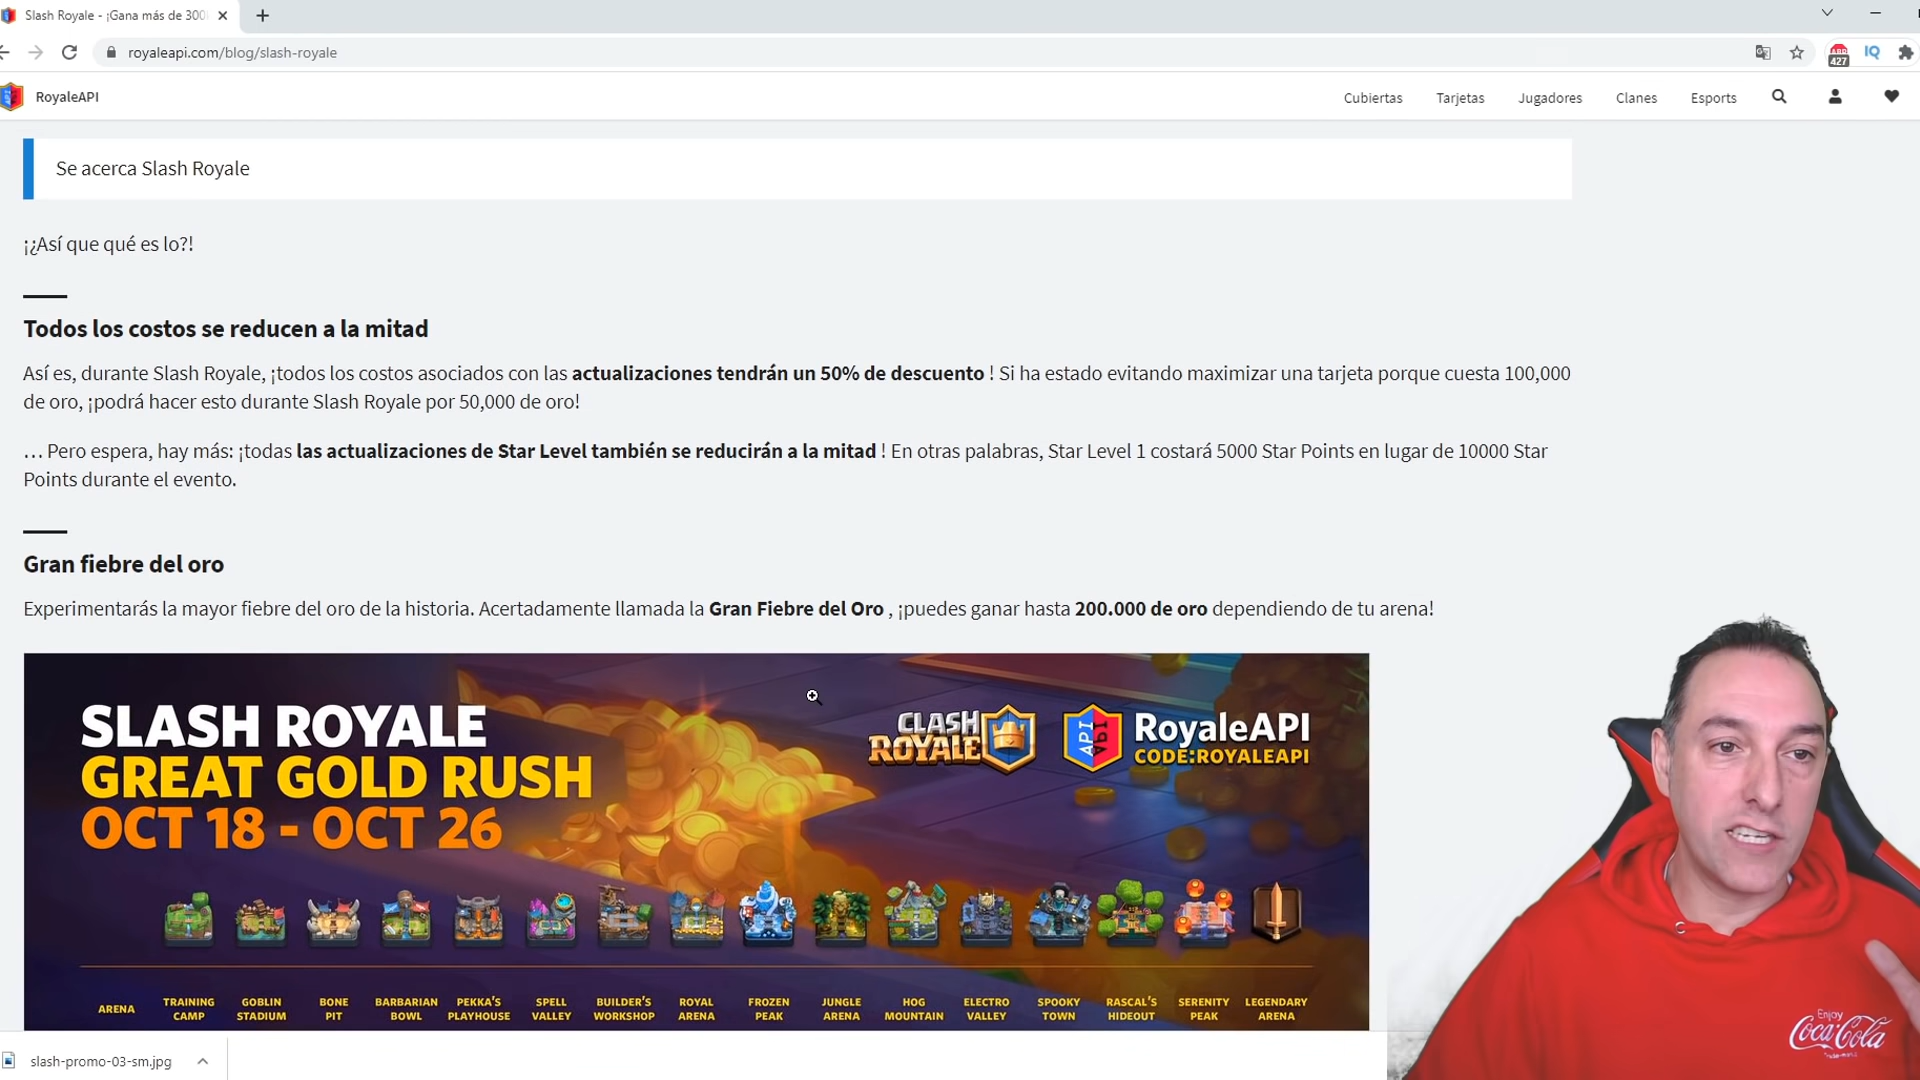 Slash Royale - ¡Gana más de 300
royaleapi.com/blog/slash-royale
ABP
427
IQ
RoyaleAPI
Cubiertas
Tarjetas
Jugadores
Clanes
Esports
Se acerca Slash Royale
¡¿Así que qué es lo?!
Todos los costos se reducen a la mitad
Así es, durante Slash Royale, ¡todos los costos asociados con las actualizaciones tendrán un 50% de descuento ! Si ha estado evitando maximizar una tarjeta porque cuesta 100,000
de oro, ¡podrá hacer esto durante Slash Royale por 50,000 de oro!
… Pero espera, hay más: ¡todas las actualizaciones de Star Level también se reducirán a la mitad ! En otras palabras, Star Level 1 costará 5000 Star Points en lugar de 10000 Star
Points durante el evento.
Gran fiebre del oro
Experimentarás la mayor fiebre del oro de la historia. Acertadamente llamada la Gran Fiebre del Oro , ¡puedes ganar hasta 200.000 de oro dependiendo de tu arena!
SLASH ROYALE
GREAT GOLD RUSH
OCT 18 - OCT 26
CLASH
ROYALE
API
API
RoyaleAPI
CODE:ROYALEAPI
ARENA
TRAINING
CAMP
GOBLIN
STADIUM
BONE
PIT
BARBARIAN
BOWL
PEKKA'S
PLAYHOUSE
SPELL
VALLEY
BUILDER'S
WORKSHOP
ROYAL
ARENA
FROZEN
PEAK
JUNGLE
ARENA
HOG
MOUNTAIN
ELECTRO
VALLEY
SPOOKY
TOWN
RASCAL'S
HIDEOUT
SERENITY
PEAK
LEGENDARY
ARENA
slash-promo-03-sm.jpg
Enjoy
Coca-Cola